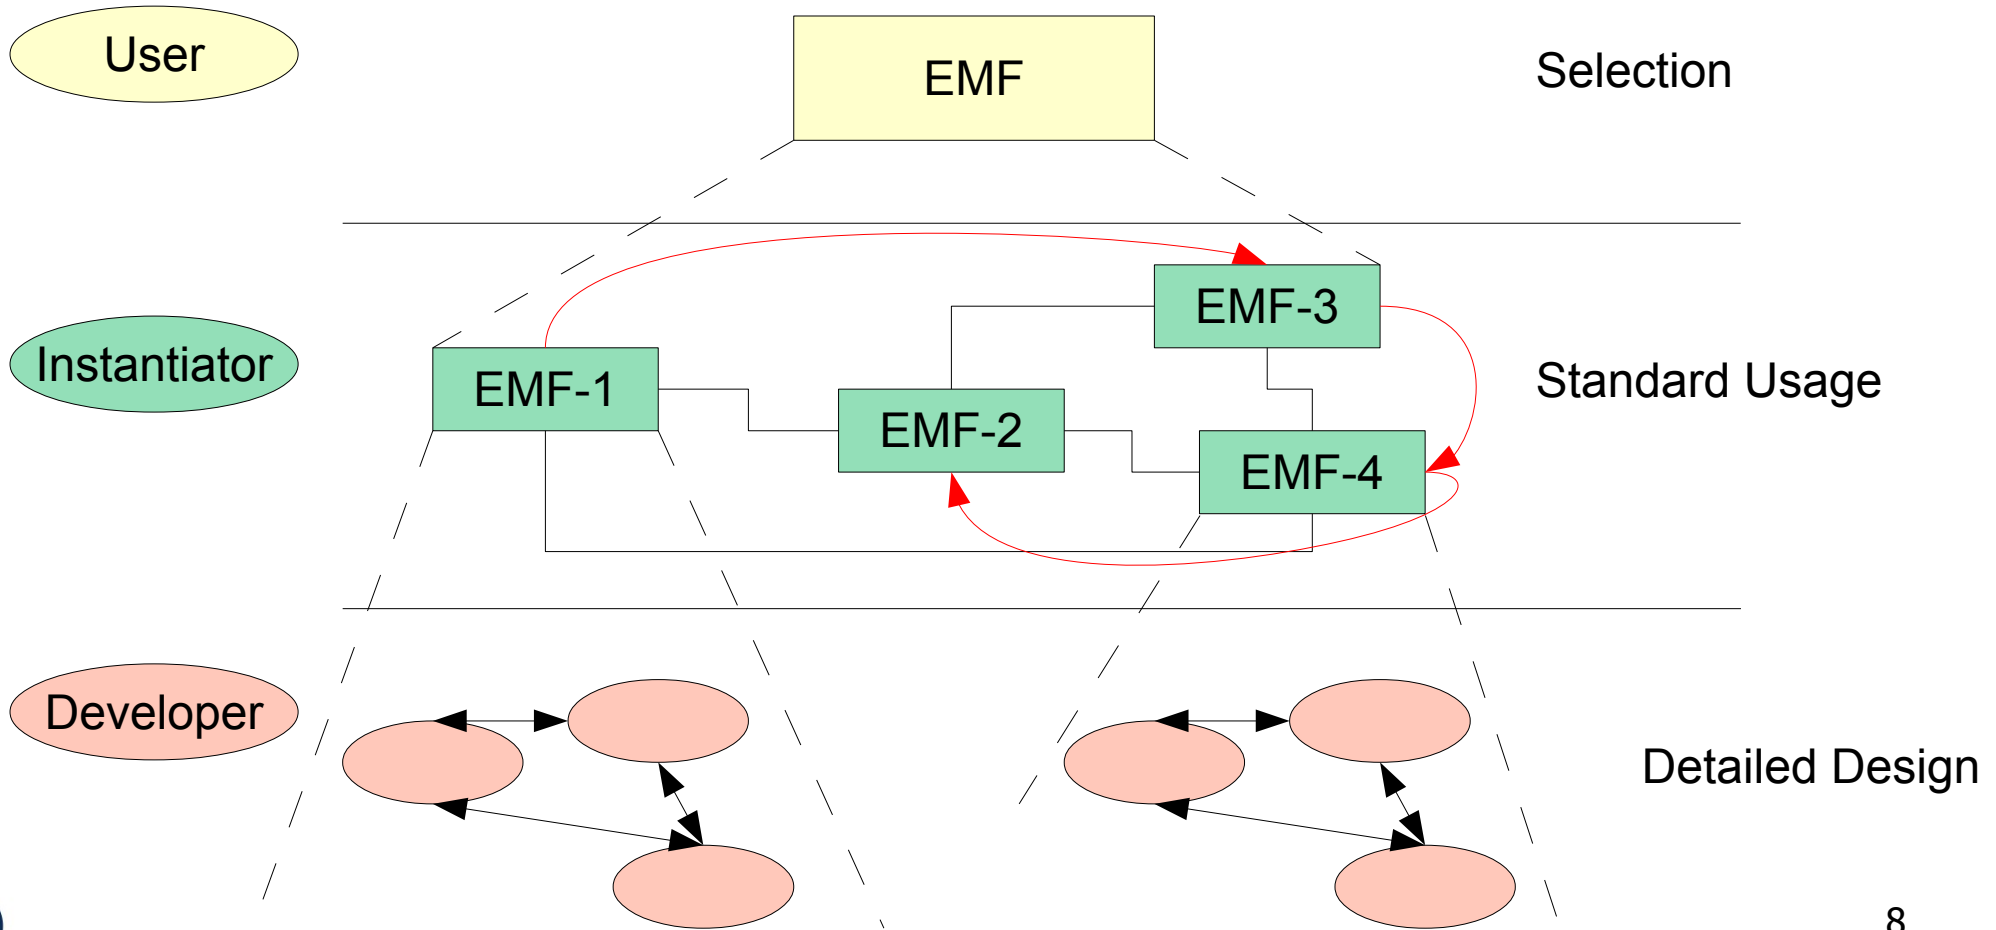 User
EMF
Selection
EMF-3
Instantiator
EMF-1
Standard Usage
EMF-2
EMF-4
Developer
Detailed Design
8